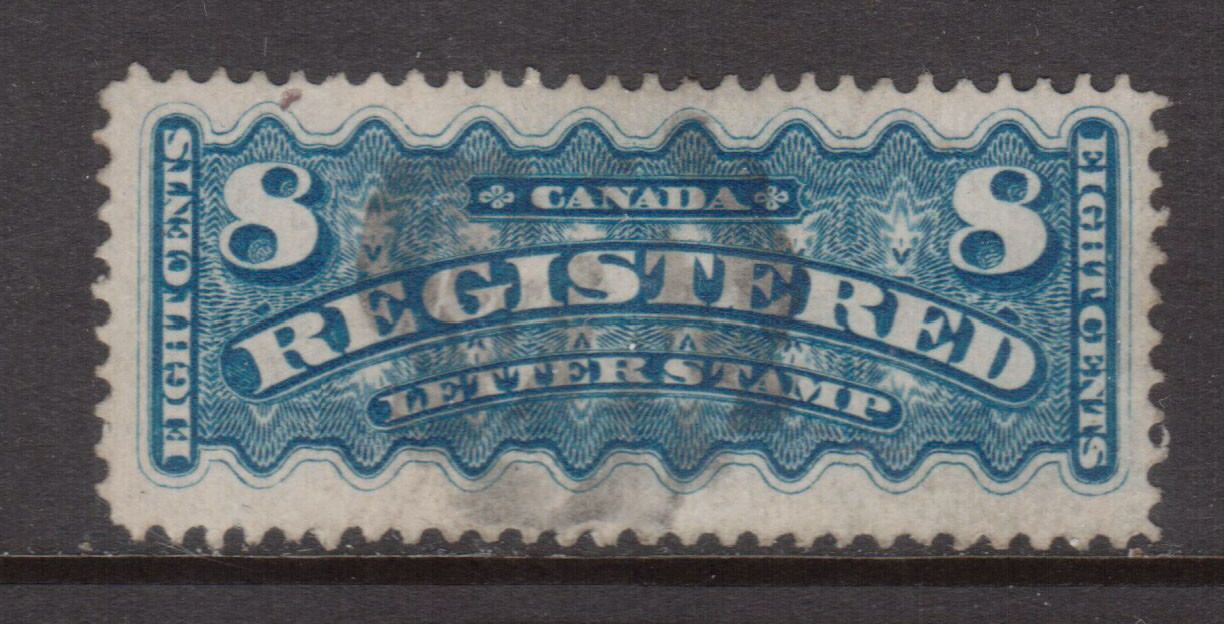 EIGHT CENTS
8
CANADA
8
REGISTERED
LETTER STAMP
EIGHT CENTS